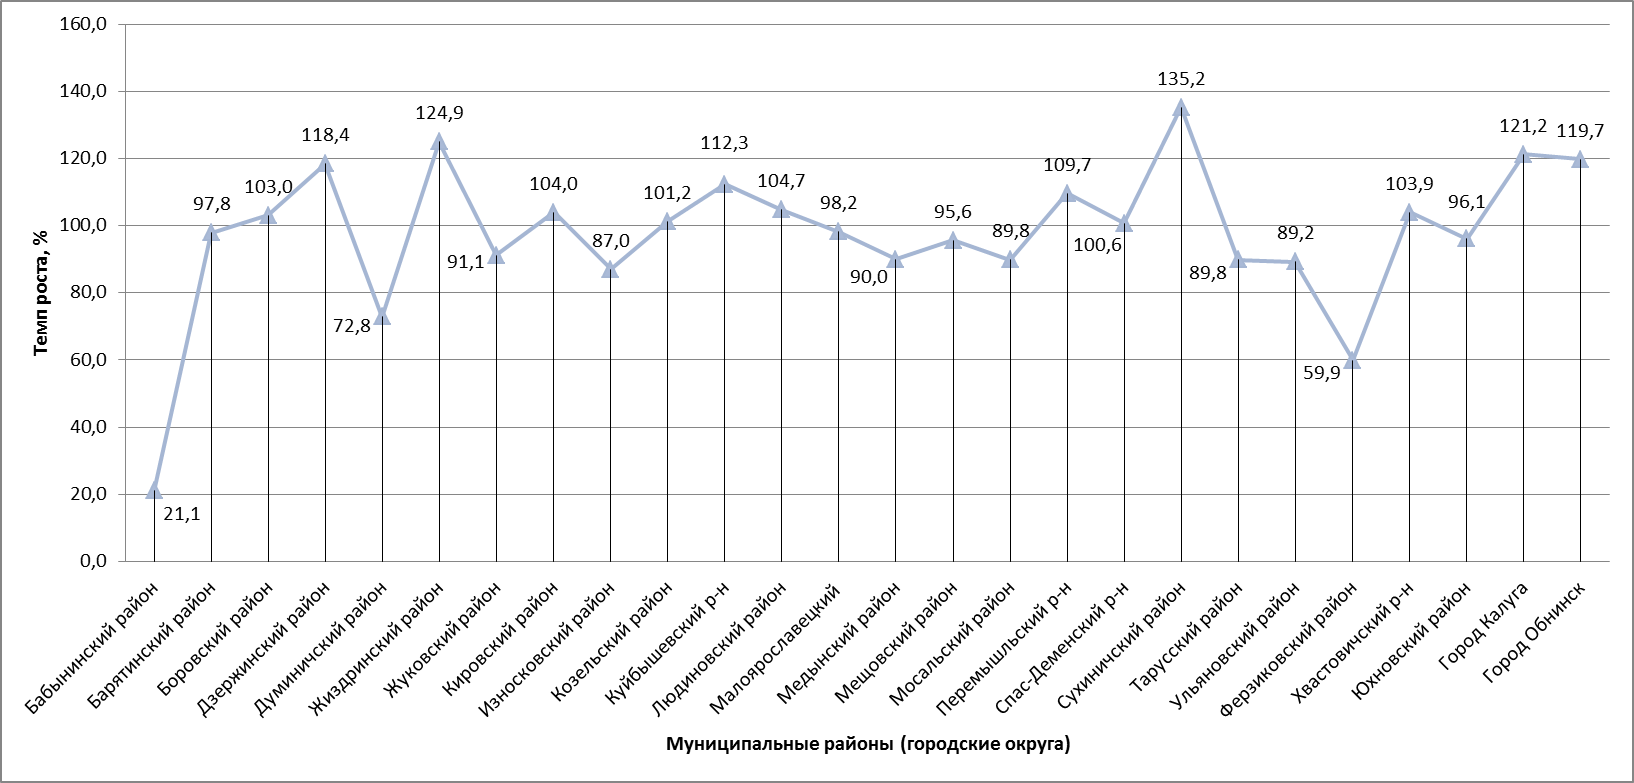 160,0
140,0
120,0
100,0
80,0
60,0
40,0
20,0
0,0
Темп роста, %
21,1
97,8
103,0
118,4
72,8
124,9
91,1
104,0
87,0
101,2
112,3
104,7
98,2
90,0
95,6
89,8
109,7
100,6
135,2
89,8
89,2
59,9
103,9
96,1
121,2
119,7
Бабынинский район
Барятинский район
Боровский район
Дзержинский район
Думиничский район
Жиздринский район
Жуковский район
Кировский район
Износковский район
Козельский район
Куйбышевский р-н
Людиновский район
Малоярославецкий
Медынский район
Мещовский район
Мосальский район
Перемышльский р-н
Спас-Деменский р-н
Сухиничский район
Тарусский район
Ульяновский район
Ферзиковский район
Хвастовичский р-н
Юхновский район
Город Калуга
Город Обнинск
Муниципальные районы (городские округа)